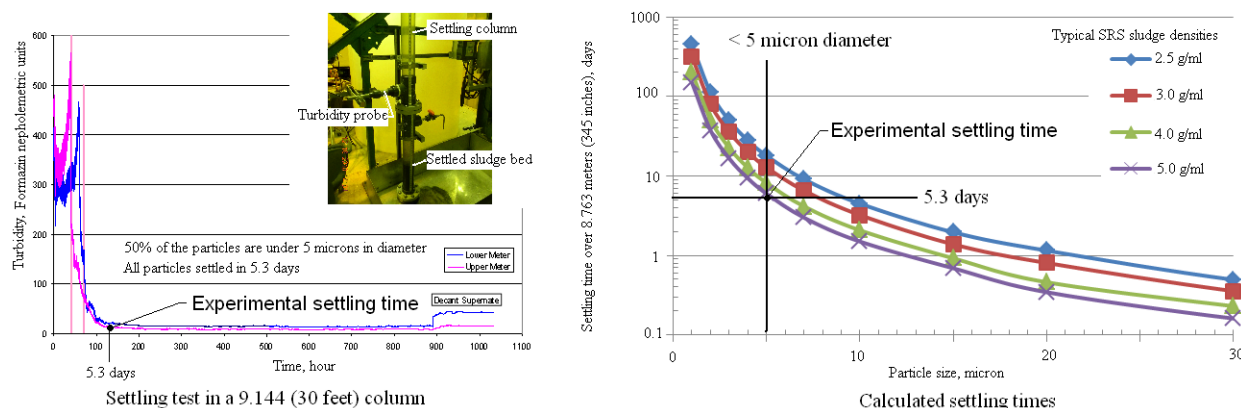 Turbidity, Formazin nephelemetric units
600
500
400
300
200
100
0
0 100 200 300 400 500 600 700 800 900 1000 1100
Time, hour
Settling column
Turbidity probe
Settled sludge bed
50% of the particles are under 5 microns in diameter
All particles settled in 5.3 days
Lower Meter
Upper Meter
Experimental settling time
Decant Supernate
5.3 days
Settling test in a 9.144 (30 feet) column
Settling time over 8.763 meters (345 inches), days
1000
100
10
1
0.1
0 10 20 30
Particle size, micron
< 5 micron diameter
Typical SRS sludge densities
2.5 g/ml
3.0 g/ml
4.0 g/ml
5.0 g/ml
Experimental settling time
5.3 days
Calculated settling times